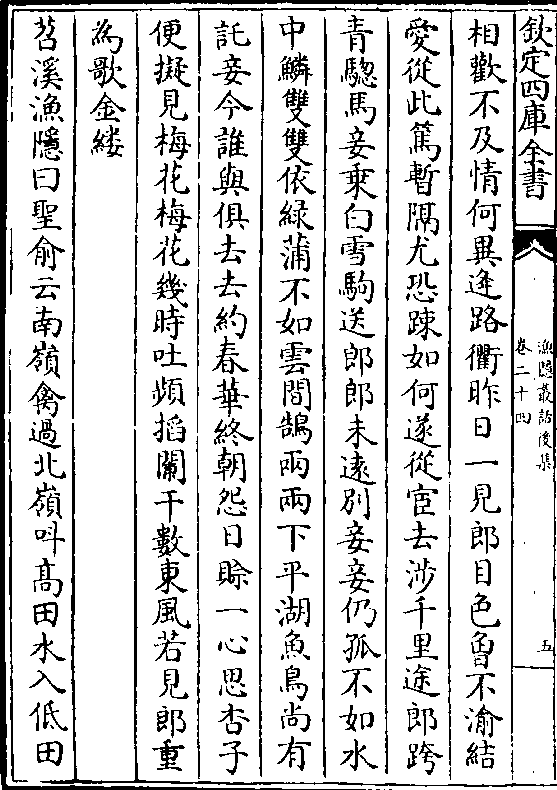 欽定四庫全書
漁隱叢話後集
卷二十四
五
相歡不及情何異逢路衢昨日一見郎目色曾不渝結
愛從此篤暫隔尤恐踈如何遂從宦去涉千里途郎跨
青驄馬妾乗白雪駒送郎郎未逺别妾妾仍孤不如水
中鱗雙雙依緑蒲不如雲間鵠兩兩下平湖魚鳥尚有
託妾今誰與俱去去約春華終朝怨日賖一心思杏子
便擬見梅花梅花幾時吐頻搯闌干數東風若見郎重
為歌金縷
苕溪漁隱曰聖俞云南嶺禽過北嶺呌髙田水入低田